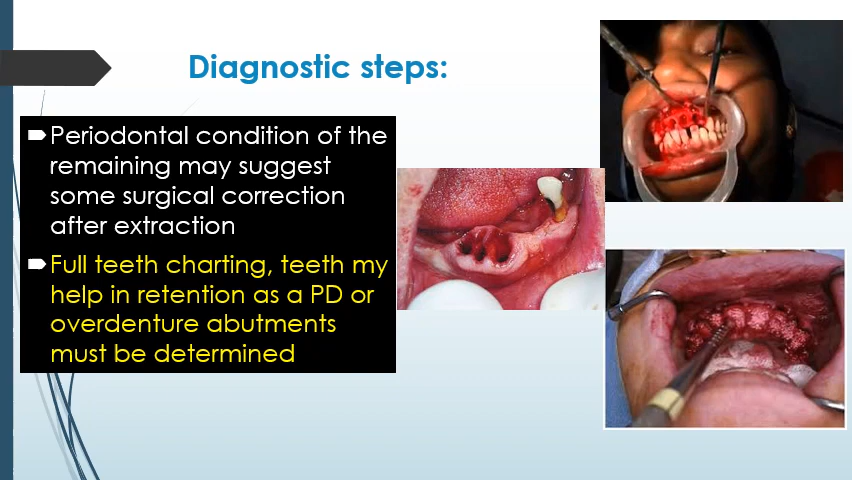 Diagnostic steps:
Periodontal condition of the
remaining may suggest
some surgical correction
after extraction
Full teeth charting, teeth my
help in retention as a PD or
overdenture abutments
must be determined